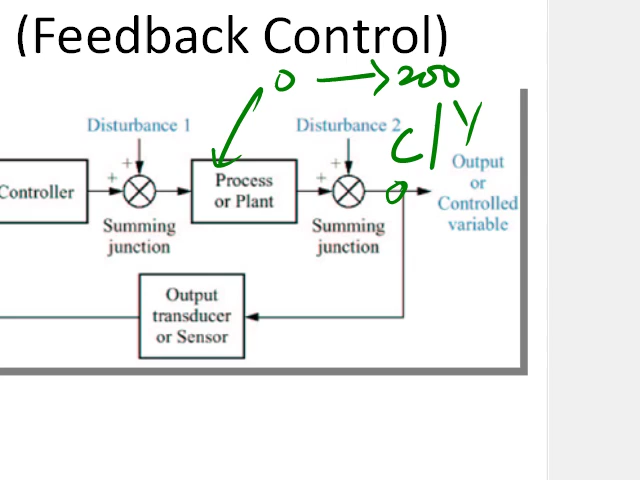 (Feedback Control)
0 → 200
Disturbance 1
Disturbance 2
C/Y
+
+
+
+
Controller
Process
or Plant
0
Output
or
Controlled
variable
Summing
junction
Summing
junction
Output
transducer
or Sensor